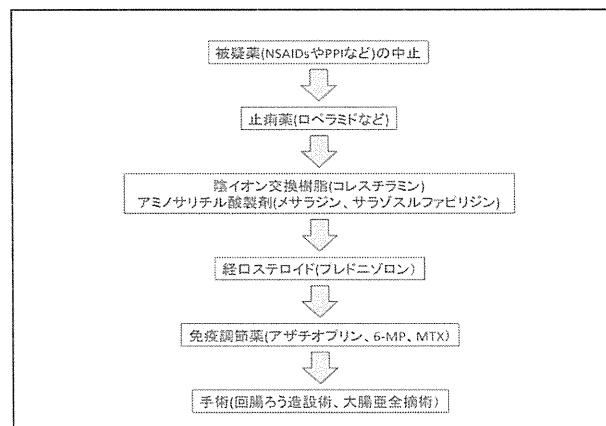 被疑薬(NSAIDsやPPIなど)の中止
止痢薬(ロペラミドなど)
陰イオン交換樹脂(コレスチラミン)
アミノサリチル酸製剤(メサラジン、サラゾスルファピリジン)
経口ステロイド(プレドニゾロン)
免疫調節薬(アザチオプリン、6-MP、MTX)
手術(回腸ろう造設術、大腸亜全摘術)